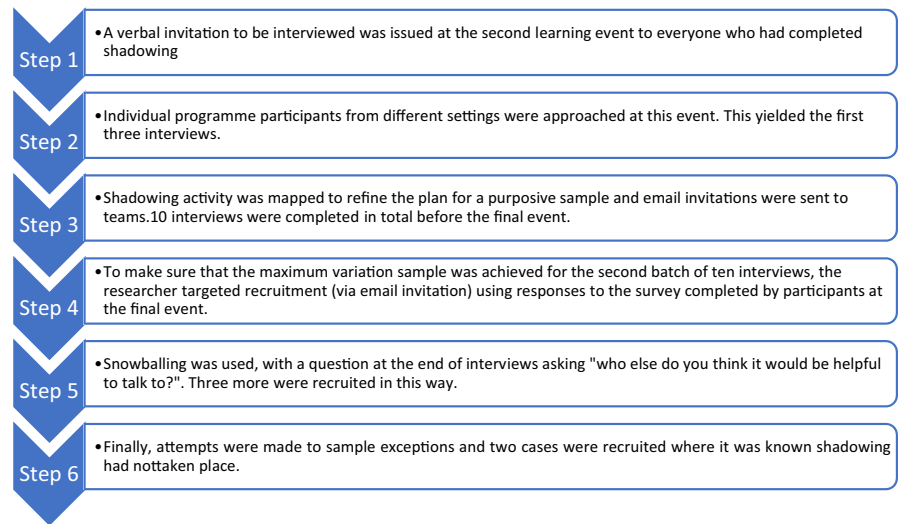 Step 1
•A verbal invitation to be interviewed was issued at the second learning event to everyone who had completed
shadowing
Step 2
•Individual programme participants from different settings were approached at this event. This yielded the first
three interviews.
Step 3
•Shadowing activity was mapped to refine the plan for a purposive sample and email invitations were sent to
teams.10 interviews were completed in total before the final event.
Step 4
•To make sure that the maximum variation sample was achieved for the second batch of ten interviews, the
researcher targeted recruitment (via email invitation) using responses to the survey completed by participants at
the final event.
Step 5
•Snowballing was used, with a question at the end of interviews asking "who else do you think it would be helpful
to talk to?". Three more were recruited in this way.
Step 6
•Finally, attempts were made to sample exceptions and two cases were recruited where it was known shadowing
had nottaken place.